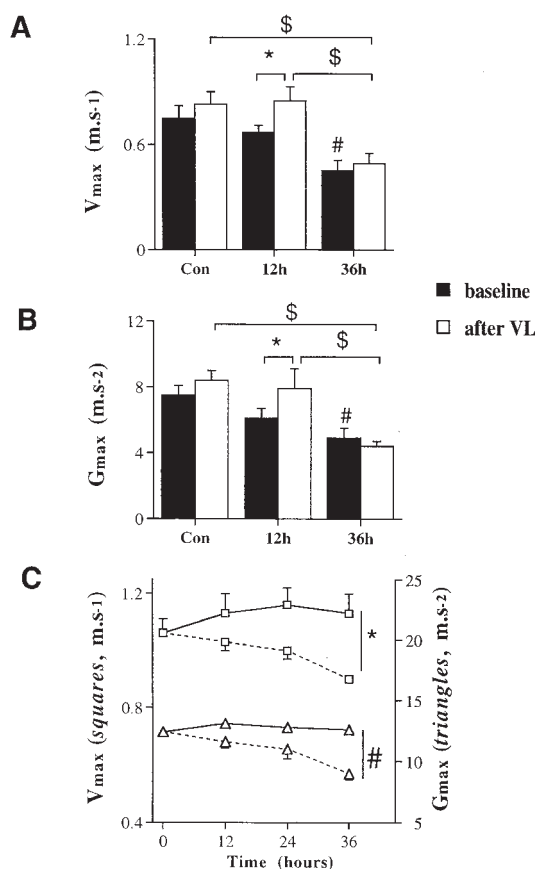 A
$
* $
#
1.2
0.6
0
Vmax (m.s-1)
Con 12h 36h
baseline
after VL
B
$
* $
#
12
8
4
0
Gmax (m.s-2)
Con 12h 36h
C
1.2
0.8
0.4
Vmax (squares, m.s-1)
25
20
15
10
5
Gmax (triangles, m.s-2)
*
#
0 12 24 36
Time (hours)